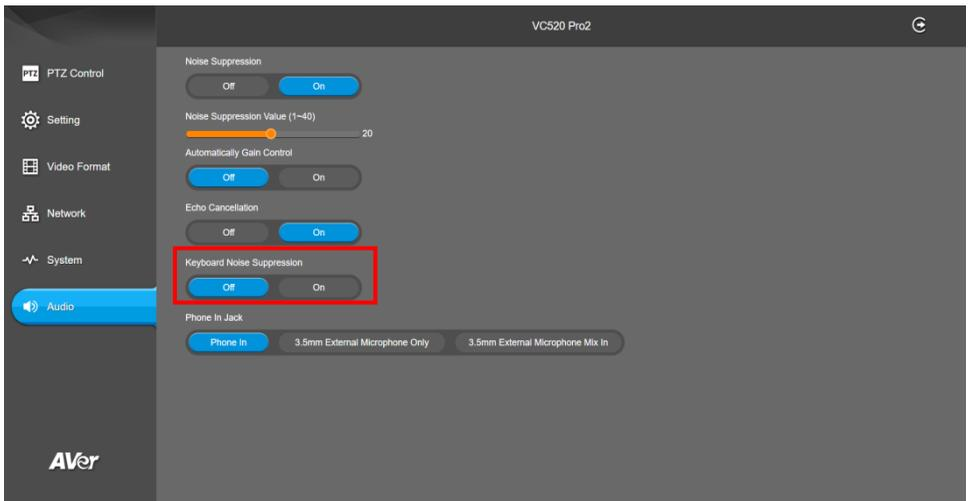 VC520 Pro2
PTZ PTZ Control
Setting
Video Format
Network
System
Audio
AVer
Noise Suppression
Off On
Noise Suppression Value (1~40)
20
Automatically Gain Control
Off On
Echo Cancellation
Off On
Keyboard Noise Suppression
Off On
Phone In Jack
Phone In 3.5mm External Microphone Only 3.5mm External Microphone Mix In